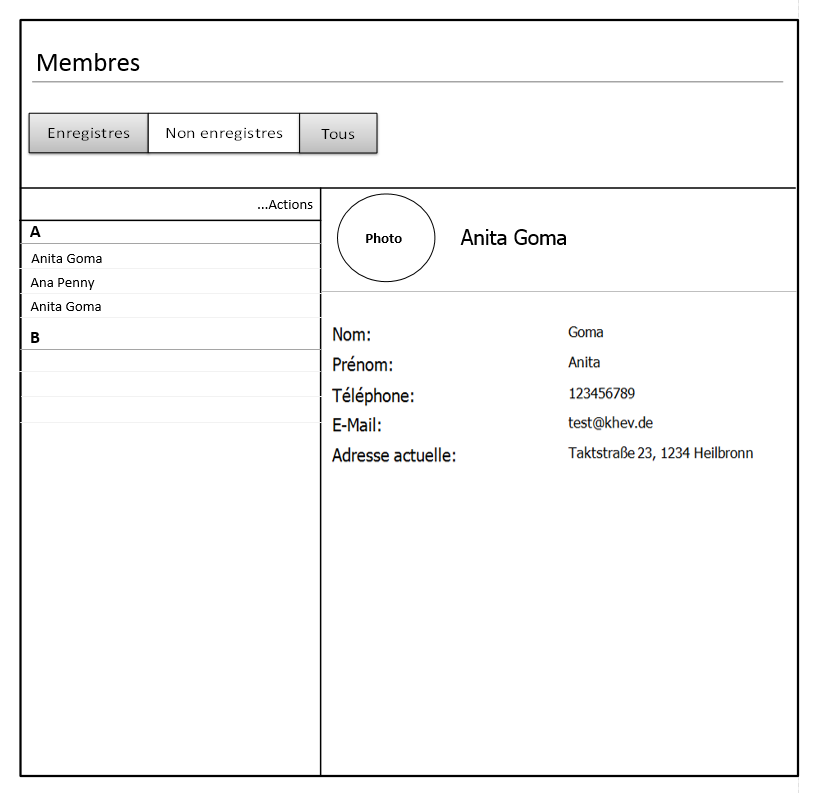 Membres
Enregistres Non enregistres Tous
...Actions
A
Anita Goma
Ana Penny
Anita Goma
B
Photo
Anita Goma
Nom: Goma
Prénom: Anita
Téléphone: 123456789
E-Mail: test@khev.de
Adresse actuelle: Taktstraße 23, 1234 Heilbronn